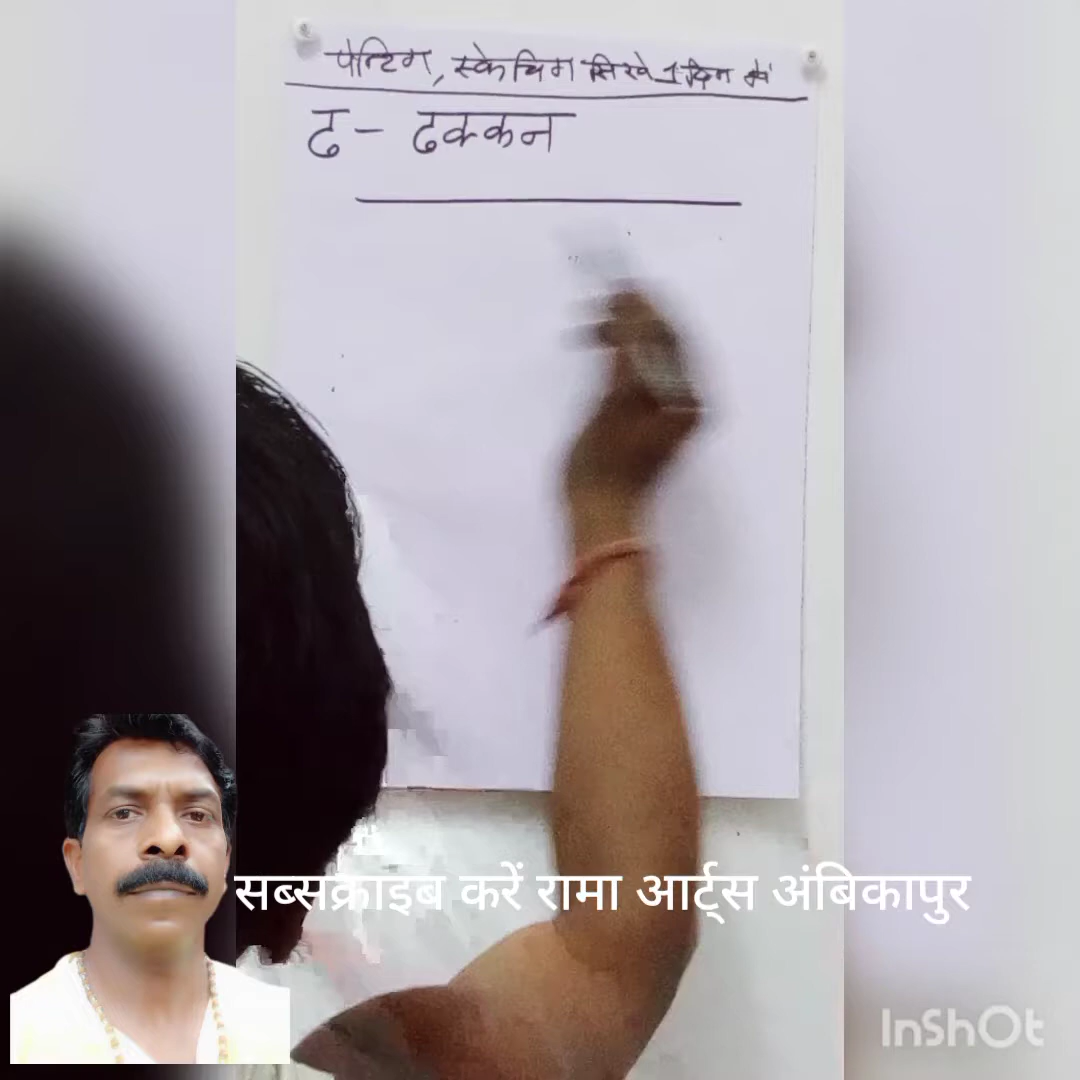 पेन्टिग, स्केचिग सिखे 1 दिन में
ढ - ढक्कन
सब्सक्राइब करें रामा आर्ट्स अंबिकापुर
InShOt